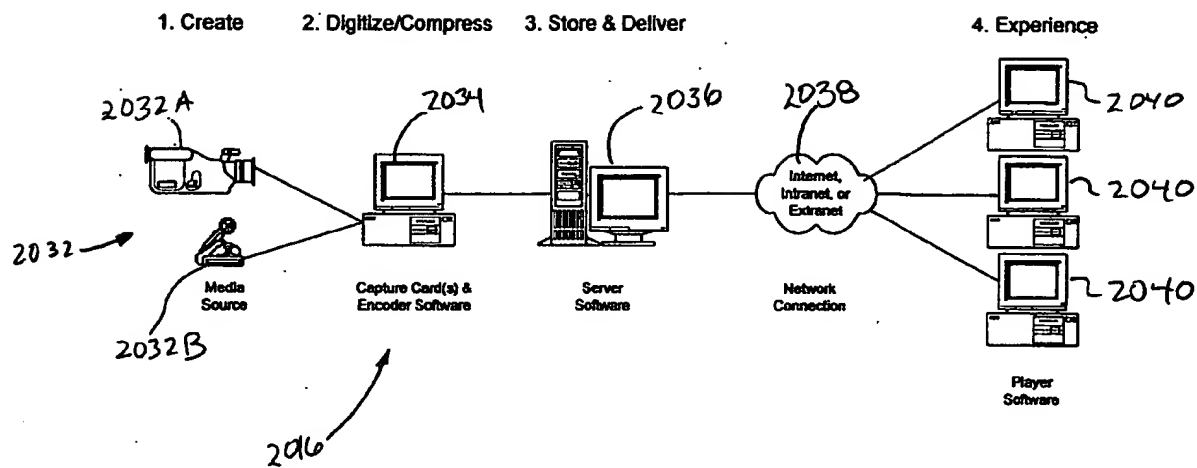 1. Create
2. Digitize/Compress
3. Store & Deliver
4. Experience
2032A
2034
2036
2038
2040
Internet,
Intranet, or
Extranet
2040
2032
Media
Source
Capture Card(s) &
Encoder Software
Server
Software
Network
Connection
2040
2032B
Player
Software
2016